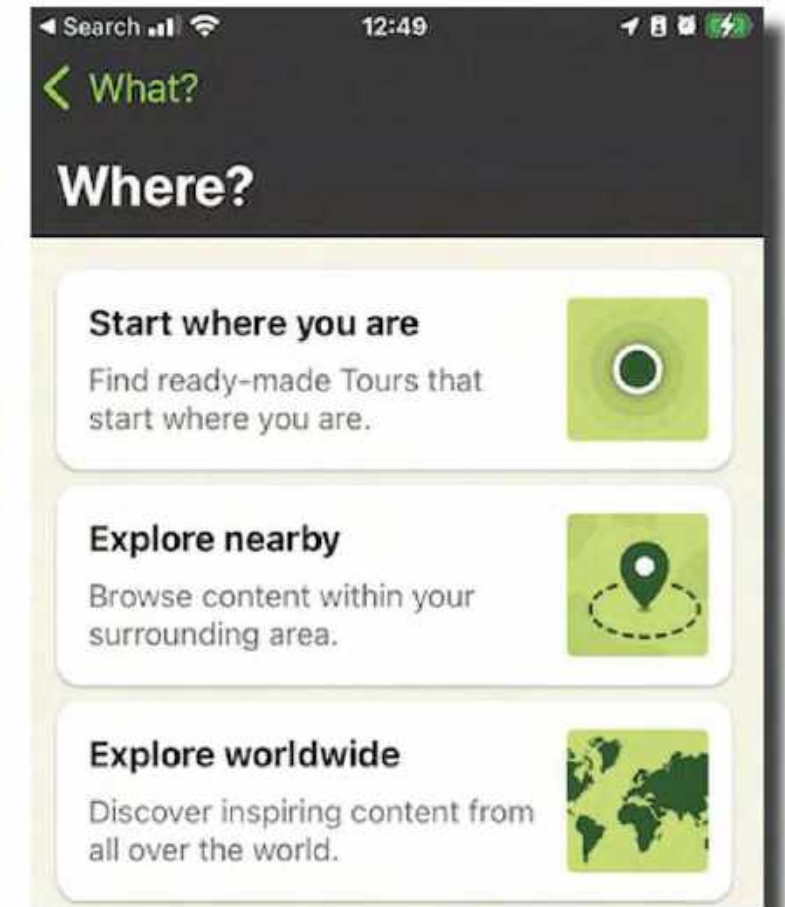 Search 12:49
What?
Where?
Start where you are
Find ready-made Tours that
start where you are.
Explore nearby
Browse content within your
surrounding area.
Explore worldwide
Discover inspiring content from
all over the world.